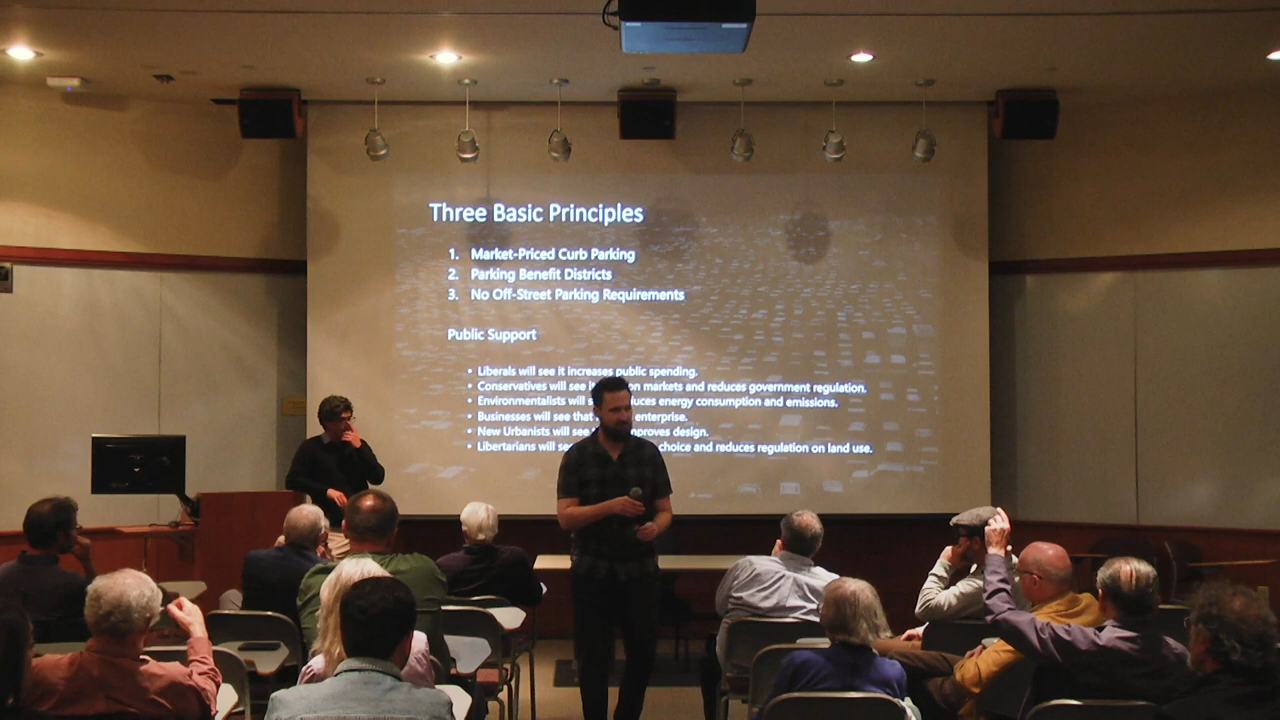 Three Basic Principles
1. Market-Priced Curb Parking
2. Parking Benefit Districts
3. No Off-Street Parking Requirements
Public Support
• Liberals will see it increases public spending.
• Conservatives will see on markets and reduces government regulation.
• Environmentalists will energy consumption and emissions.
• Businesses will see that enterprise.
• New Urbanists will see improves design.
• Libertarians will choice and reduces regulation on land use.